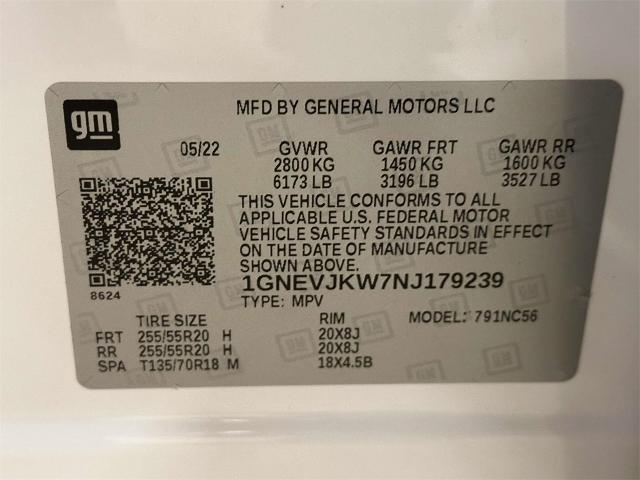 gm
MFD BY GENERAL MOTORS LLC
05/22 GVWR GAWR FRT GAWR RR
2800 KG 1450 KG 1600 KG
6173 LB 3196 LB 3527 LB
THIS VEHICLE CONFORMS TO ALL
APPLICABLE U.S. FEDERAL MOTOR
VEHICLE SAFETY STANDARDS IN EFFECT
ON THE DATE OF MANUFACTURE
SHOWN ABOVE.
8624
1GNEVJKW7NJ179239
TYPE: MPV
TIRE SIZE RIM MODEL: 791NC56
FRT 255/55R20 H 20X8J
RR 255/55R20 H 20X8J
SPA T135/70R18 M 18X4.5B